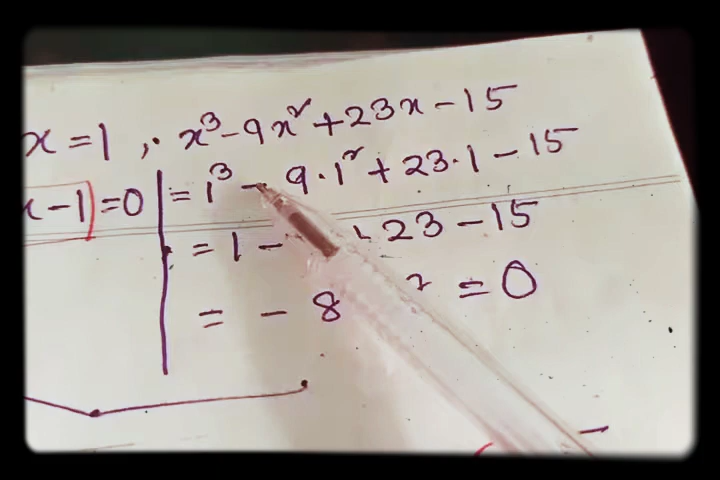 x = 1, x³ - 9x² + 23x - 15
x - 1) = 0 = 1³ - 9·1² + 23·1 - 15
= 1 - 23 - 15
= - 8 = 0